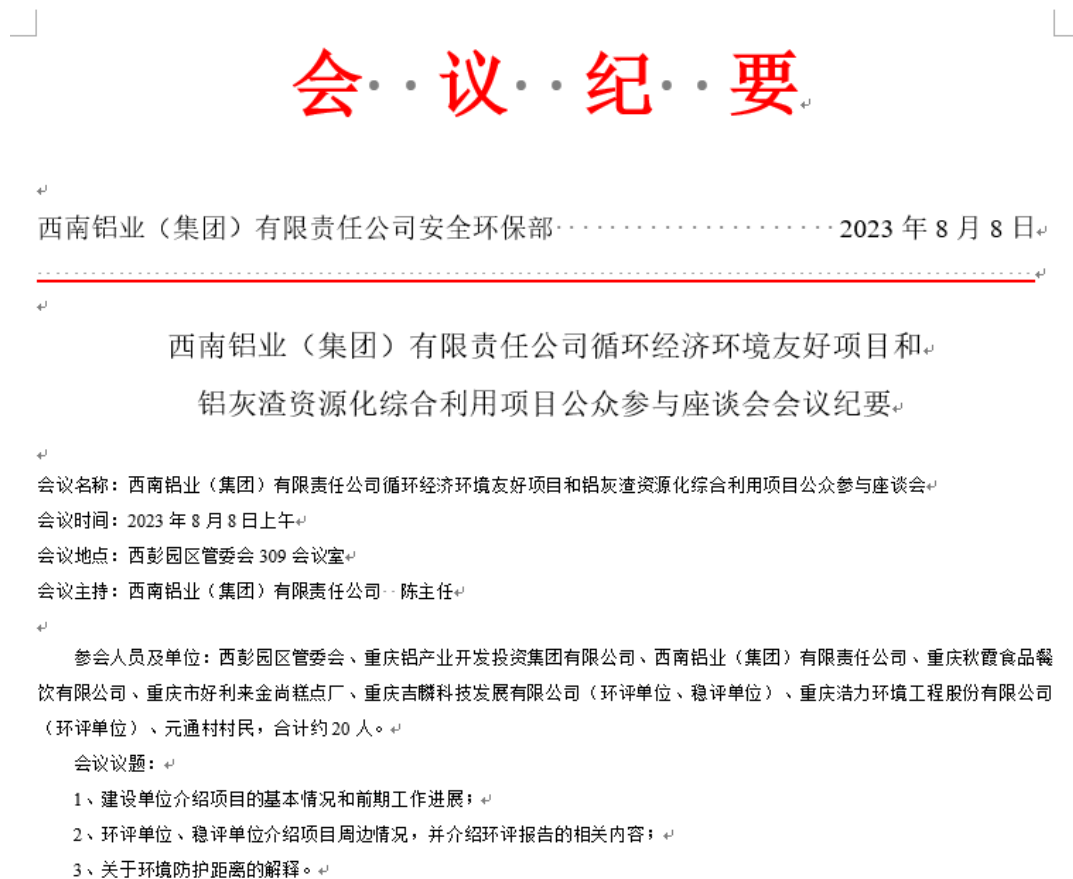 会议纪要
西南铝业（集团）有限责任公司安全环保部 2023 年 8 月 8 日
西南铝业（集团）有限责任公司循环经济环境友好项目和
铝灰渣资源化综合利用项目公众参与座谈会会议纪要
会议名称：西南铝业（集团）有限责任公司循环经济环境友好项目和铝灰渣资源化综合利用项目公众参与座谈会
会议时间：2023 年 8 月 8 日上午
会议地点：西彭园区管委会 309 会议室
会议主持：西南铝业（集团）有限责任公司 陈主任
参会人员及单位：西彭园区管委会、重庆铝产业开发投资集团有限公司、西南铝业（集团）有限责任公司、重庆秋霞食品餐
饮有限公司、重庆市好利来金尚糕点厂、重庆吉麟科技发展有限公司（环评单位、稳评单位）、重庆浩力环境工程股份有限公司
（环评单位）、元通村村民，合计约 20 人。
会议议题：
1、建设单位介绍项目的基本情况和前期工作进展；
2、环评单位、稳评单位介绍项目周边情况，并介绍环评报告的相关内容；
3、关于环境防护距离的解释。